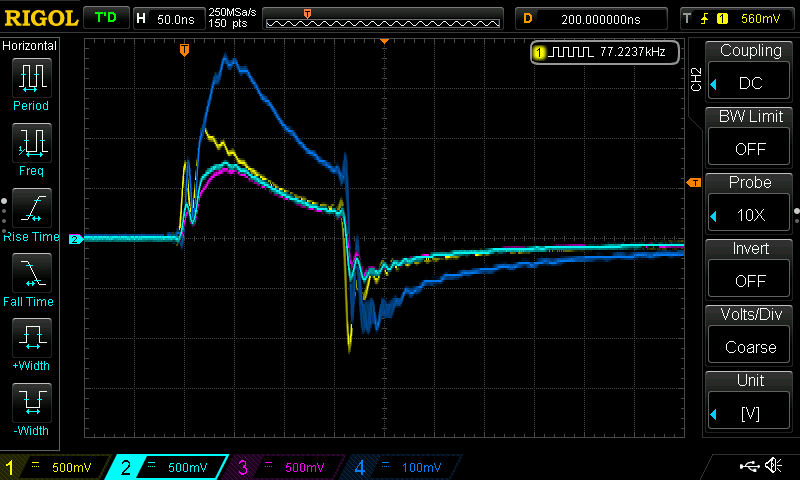 RIGOL T'D H 50.0ns 250MSa/s 150 pts D 200.000000ns T 1 560mV
Horizontal
Period
Freq
Rise Time
Fall Time
+Width
-Width
T
1 77.2237kHz
T
2
CH2
Coupling
DC
BW Limit
OFF
Probe
10X
Invert
OFF
Volts/Div
Coarse
Unit
[V]
1 500mV 2 500mV 3 500mV 4 100mV